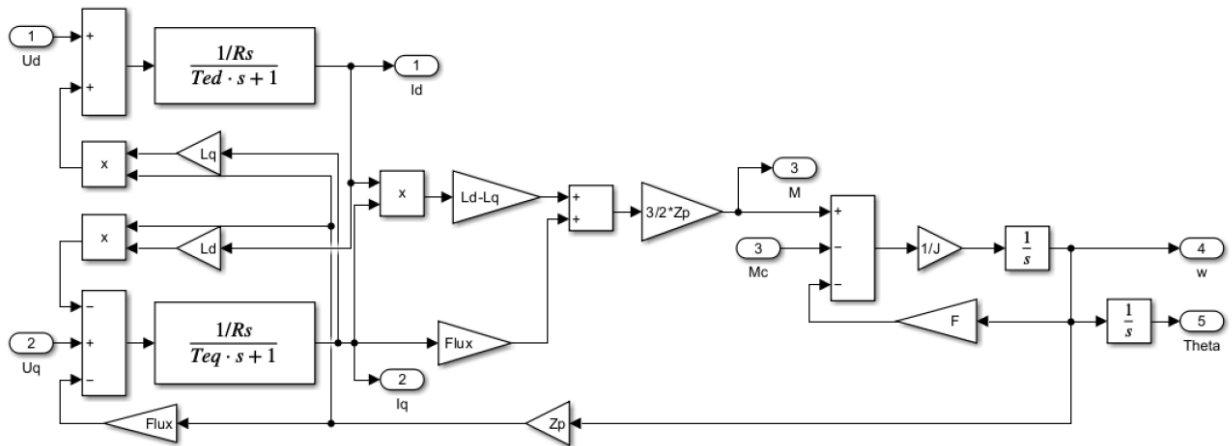 1
Ud
+
+
1/Rs
Ted · s + 1
1
Id
x
Lq
x
Ld
x
Ld-Lq
+
+
3/2*Zp
3
M
3
Mc
+
−
−
1/J
1
s
4
w
F
1
s
5
Theta
2
Uq
−
+
−
1/Rs
Teq · s + 1
Flux
2
Iq
Flux
Zp